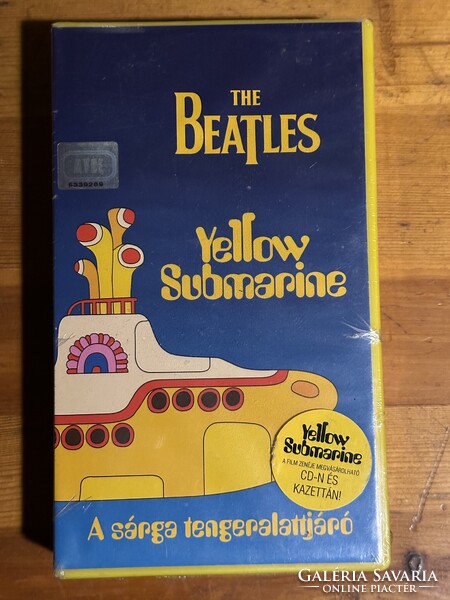 THE
BEATLES
Yellow
Submarine
Yellow
Submarine
A FILM ZENÉJE MEGVÁSÁROLHATÓ
CD-N ÉS
KAZETTÁN!
A sárga tengeralattjáró
GALÉRIA SAVARIA
ONLINE PIACTÉR